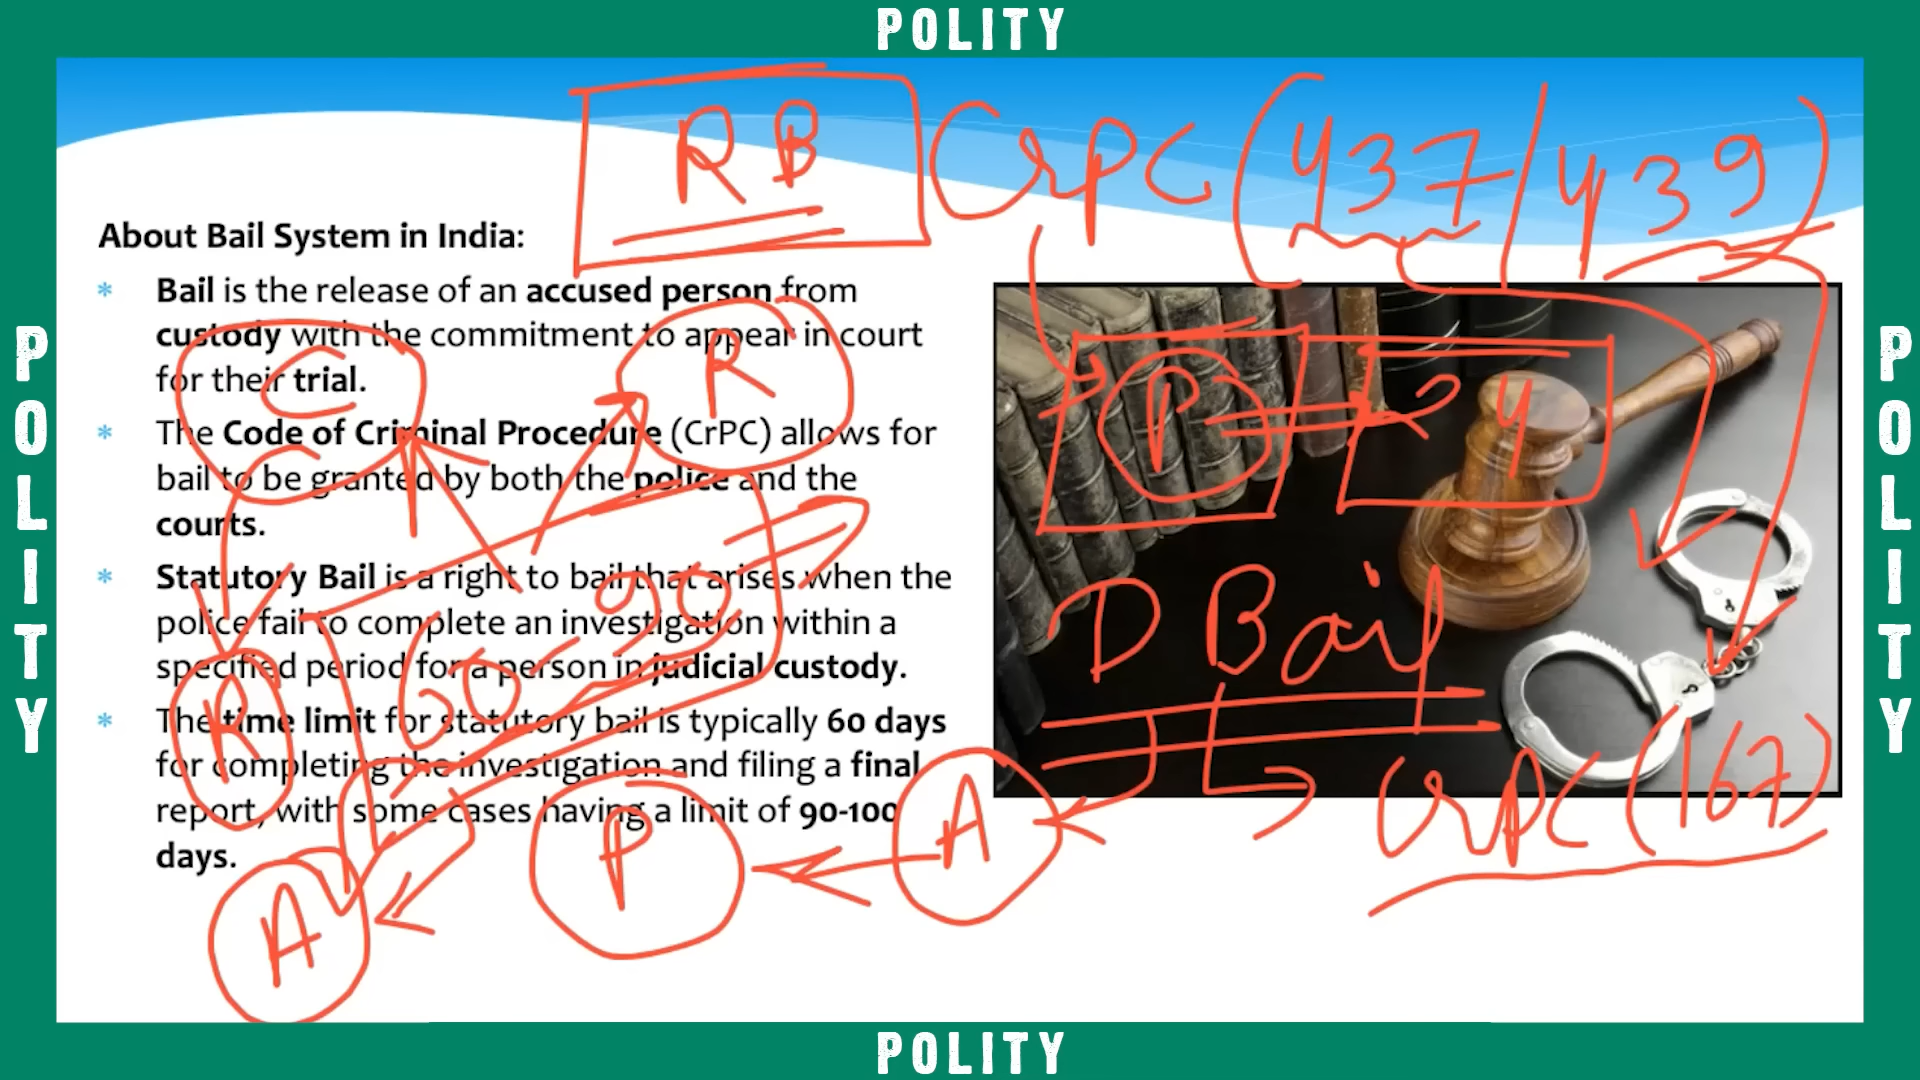 POLITY
R B CrPC (437/439)
About Bail System in India:
* Bail is the release of an accused person from
custody with the commitment to appear in court
for their trial.
* The Code of Criminal Procedure (CrPC) allows for
bail to be granted by both the police and the
courts.
* Statutory Bail is a right to bail that arises when the
police fail to complete an investigation within a
specified period for a person in judicial custody.
* The time limit for statutory bail is typically 60 days
for completing the investigation and filing a final
report, with some cases having a limit of 90-100
days.
C
R
60-90
R
A
P
A
P
24
D Bail
CrPC (167)
POLITY
POLITY
POLITY